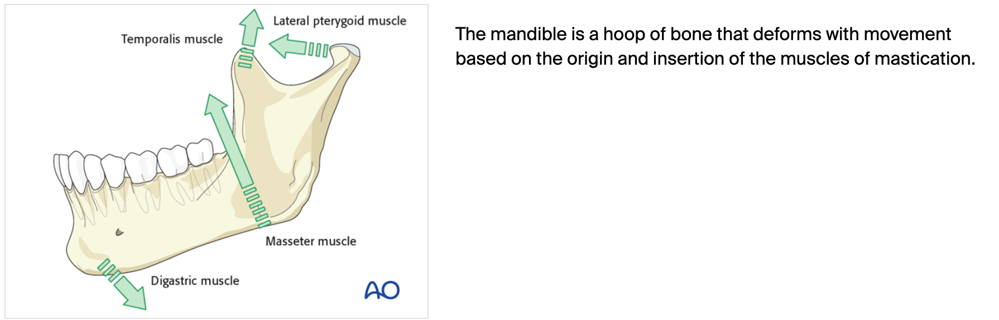 Lateral pterygoid muscle
Temporalis muscle
Masseter muscle
Digastric muscle
AO
The mandible is a hoop of bone that deforms with movement
based on the origin and insertion of the muscles of mastication.